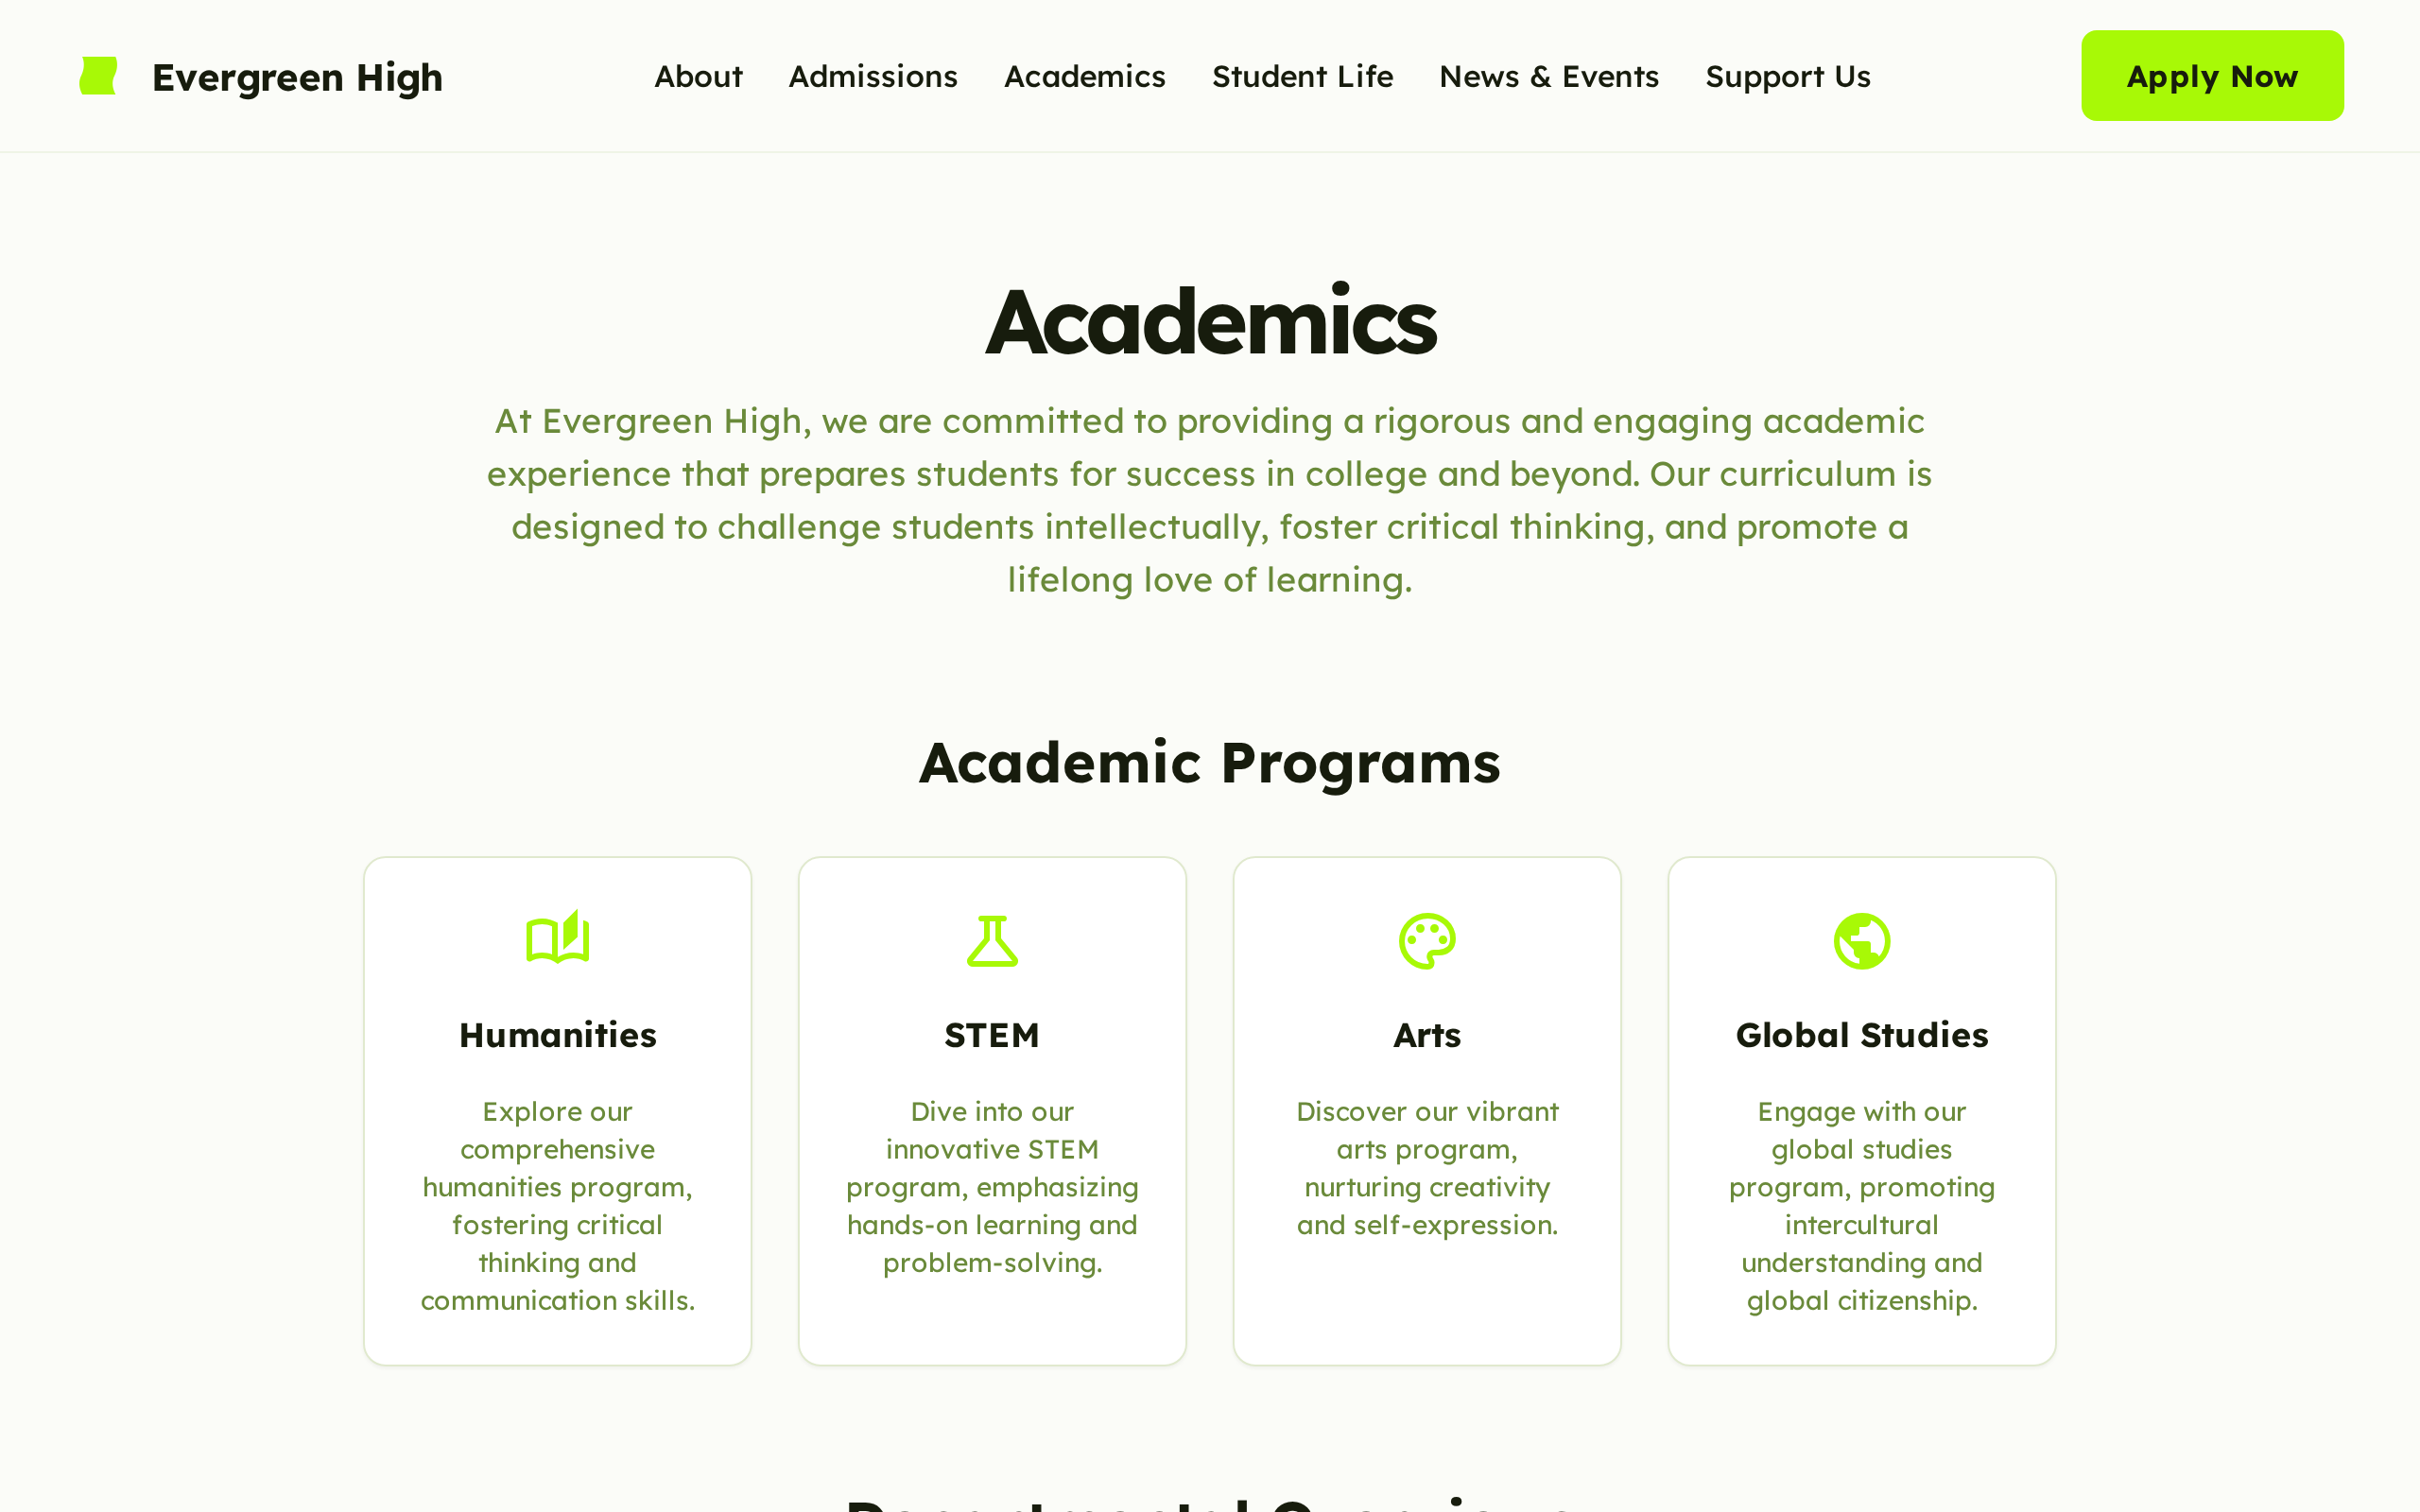 Evergreen High
About
Admissions
Academics
Student Life
News & Events
Support Us
Apply Now
Academics
At Evergreen High, we are committed to providing a rigorous and engaging academic
experience that prepares students for success in college and beyond. Our curriculum is
designed to challenge students intellectually, foster critical thinking, and promote a
lifelong love of learning.
Academic Programs
Humanities
Explore our
comprehensive
humanities program,
fostering critical
thinking and
communication skills.
STEM
Dive into our
innovative STEM
program, emphasizing
hands-on learning and
problem-solving.
Arts
Discover our vibrant
arts program,
nurturing creativity
and self-expression.
Global Studies
Engage with our
global studies
program, promoting
intercultural
understanding and
global citizenship.